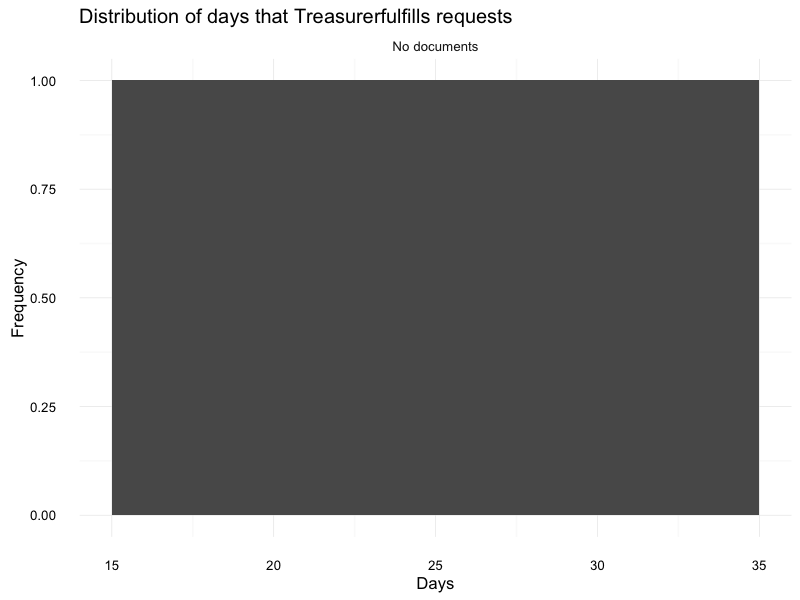 Distribution of days that Treasurerfulfills requests
No documents
1.00
0.75
0.50
0.25
0.00
Frequency
15 20 25 30 35
Days